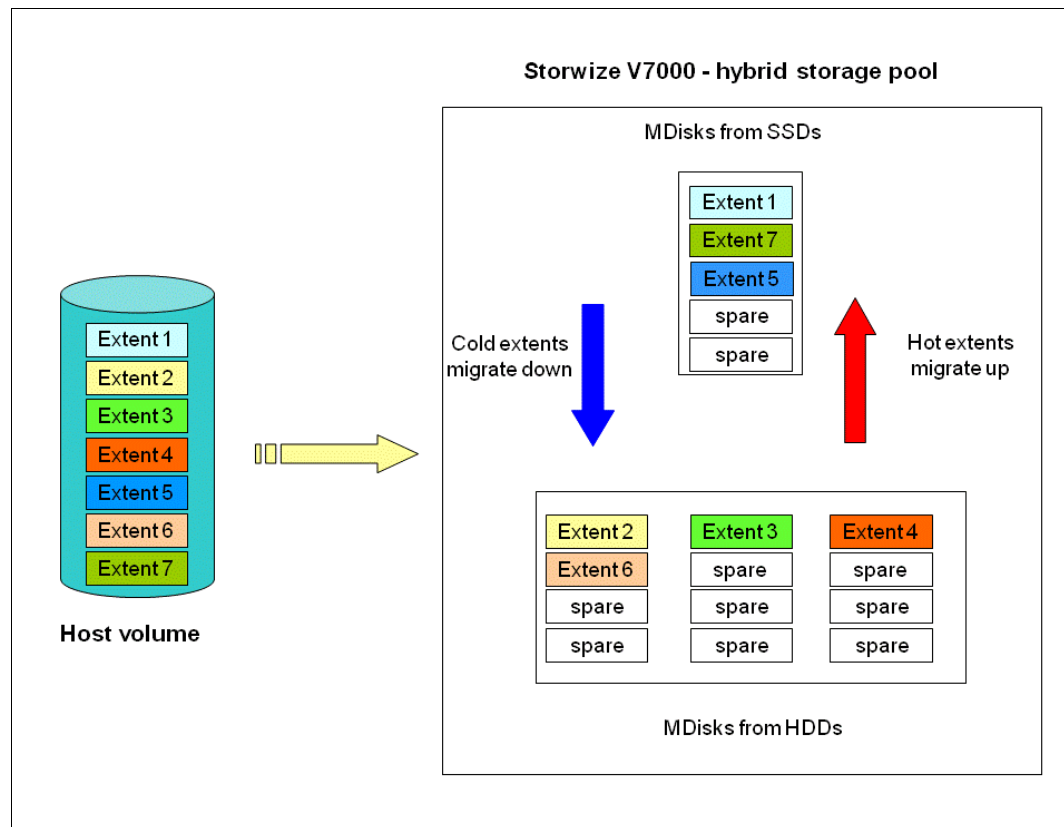 Storwize V7000 - hybrid storage pool
MDisks from SSDs
Extent 1
Extent 7
Extent 5
spare
spare
Cold extents
migrate down
Hot extents
migrate up
Extent 1
Extent 2
Extent 3
Extent 4
Extent 5
Extent 6
Extent 7
Host volume
Extent 2
Extent 3
Extent 4
Extent 6
spare
spare
spare
spare
spare
spare
spare
spare
MDisks from HDDs